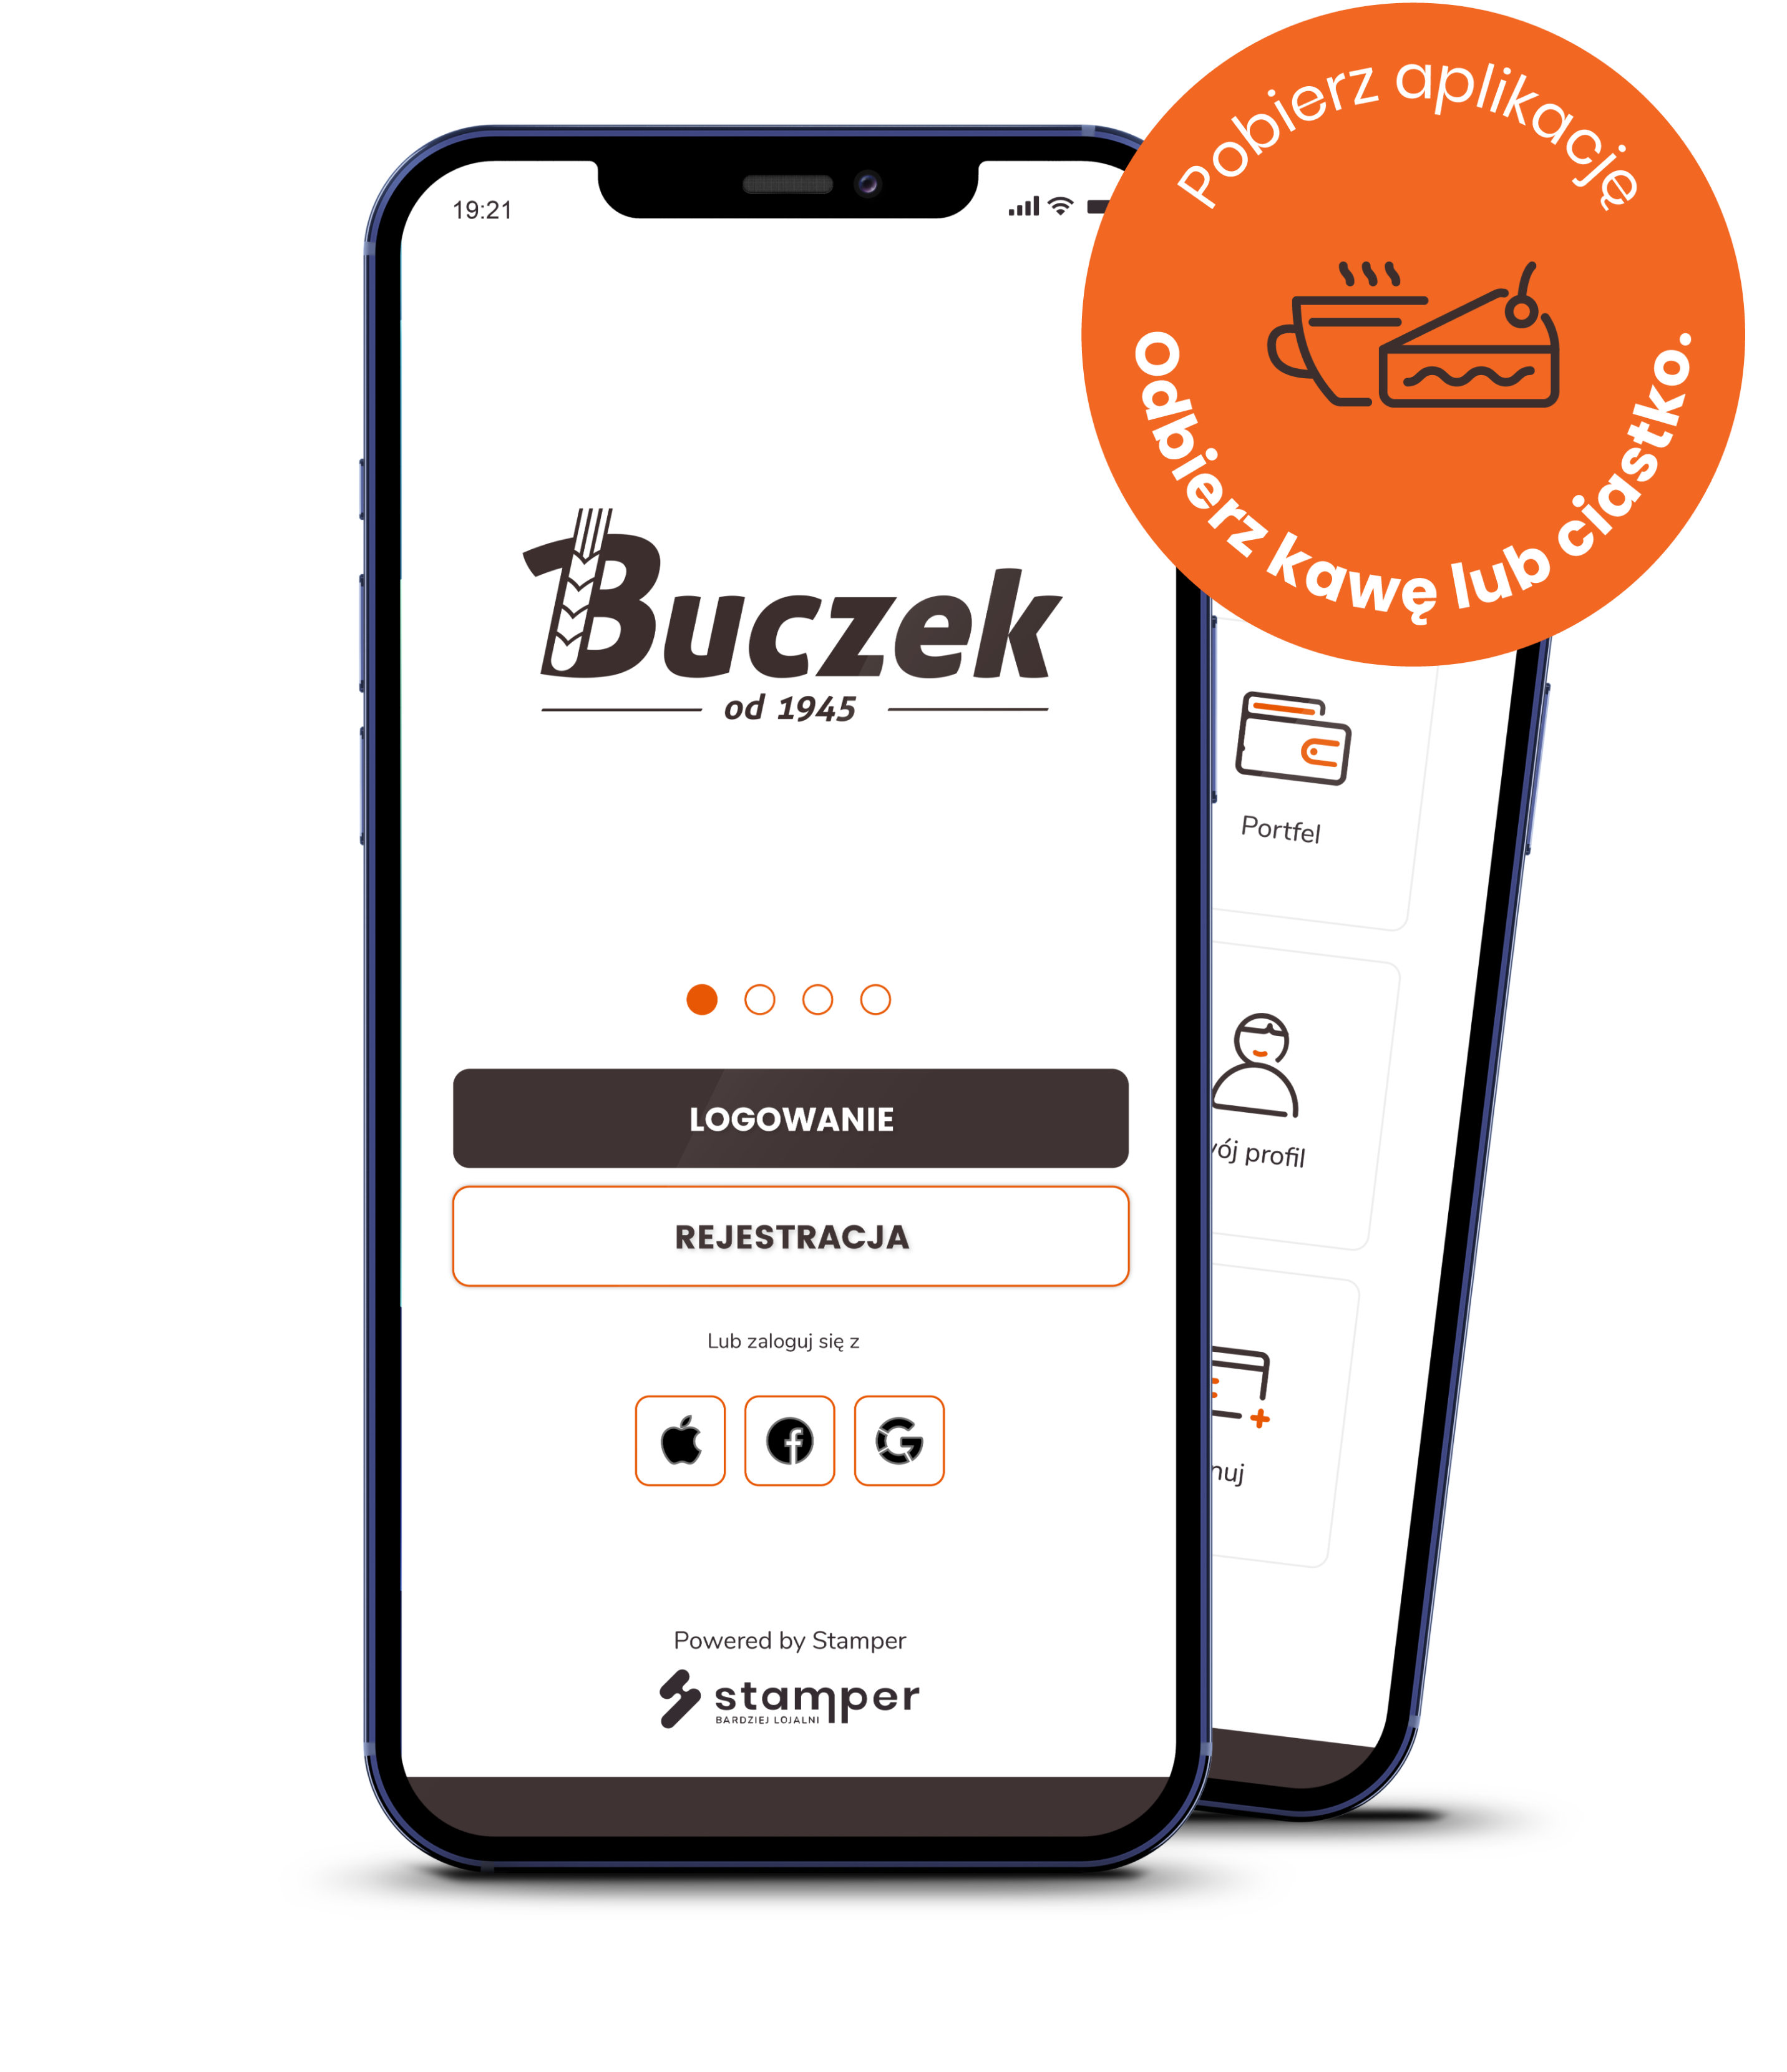 Pobierz aplikację
odbierz kawę lub ciastko.
19:21
Buczek
od 1945
LOGOWANIE
REJESTRACJA
Lub zaloguj się z
Powered by Stamper
stamper
BARDZIEJ LOJALNI
Portfel
wój profil
nuj